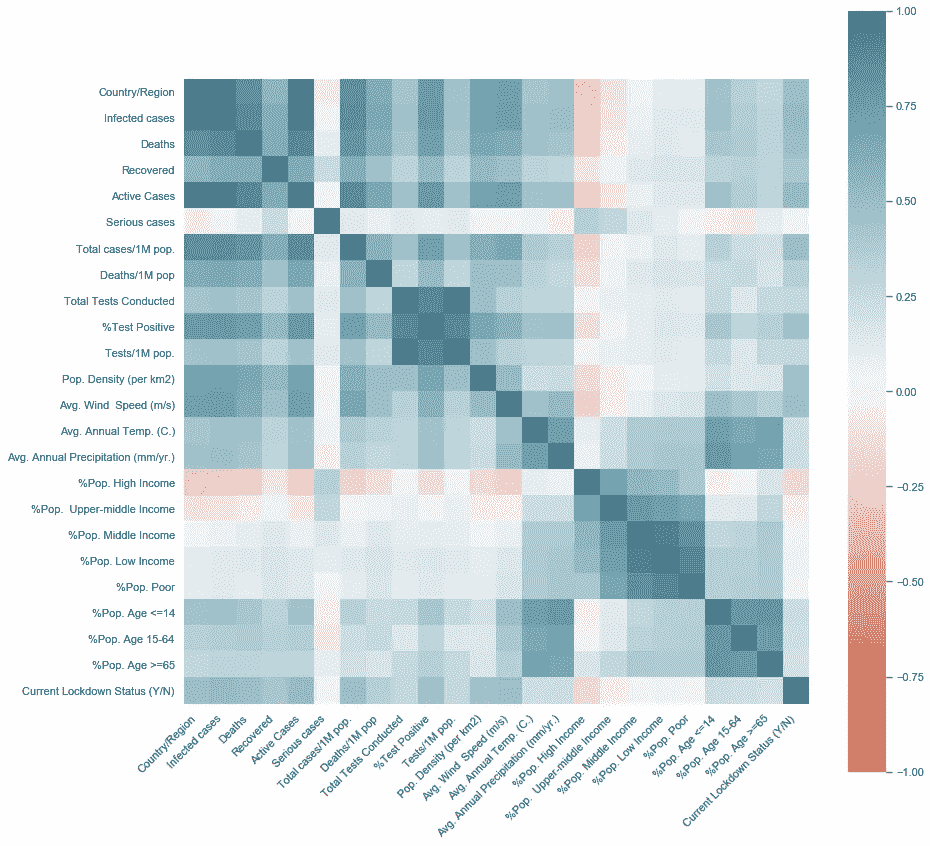 1.00
0.75
0.50
0.25
0.00
−0.25
−0.50
−0.75
−1.00
Country/Region
Infected cases
Deaths
Recovered
Active Cases
Serious cases
Total cases/1M pop.
Deaths/1M pop
Total Tests Conducted
%Test Positive
Tests/1M pop.
Pop. Density (per km2)
Avg. Wind  Speed (m/s)
Avg. Annual Temp. (C.)
Avg. Annual Precipitation (mm/yr.)
%Pop. High Income
%Pop.  Upper-middle Income
%Pop. Middle Income
%Pop. Low Income
%Pop. Poor
%Pop. Age <=14
%Pop. Age 15-64
%Pop. Age >=65
Current Lockdown Status (Y/N)
Country/Region
Infected cases
Deaths
Recovered
Active Cases
Serious cases
Total cases/1M pop.
Deaths/1M pop
Total Tests Conducted
%Test Positive
Tests/1M pop.
Pop. Density (per km2)
Avg. Wind  Speed (m/s)
Avg. Annual Temp. (C.)
Avg. Annual Precipitation (mm/yr.)
%Pop. High Income
%Pop.  Upper-middle Income
%Pop. Middle Income
%Pop. Low Income
%Pop. Poor
%Pop. Age <=14
%Pop. Age 15-64
%Pop. Age >=65
Current Lockdown Status (Y/N)